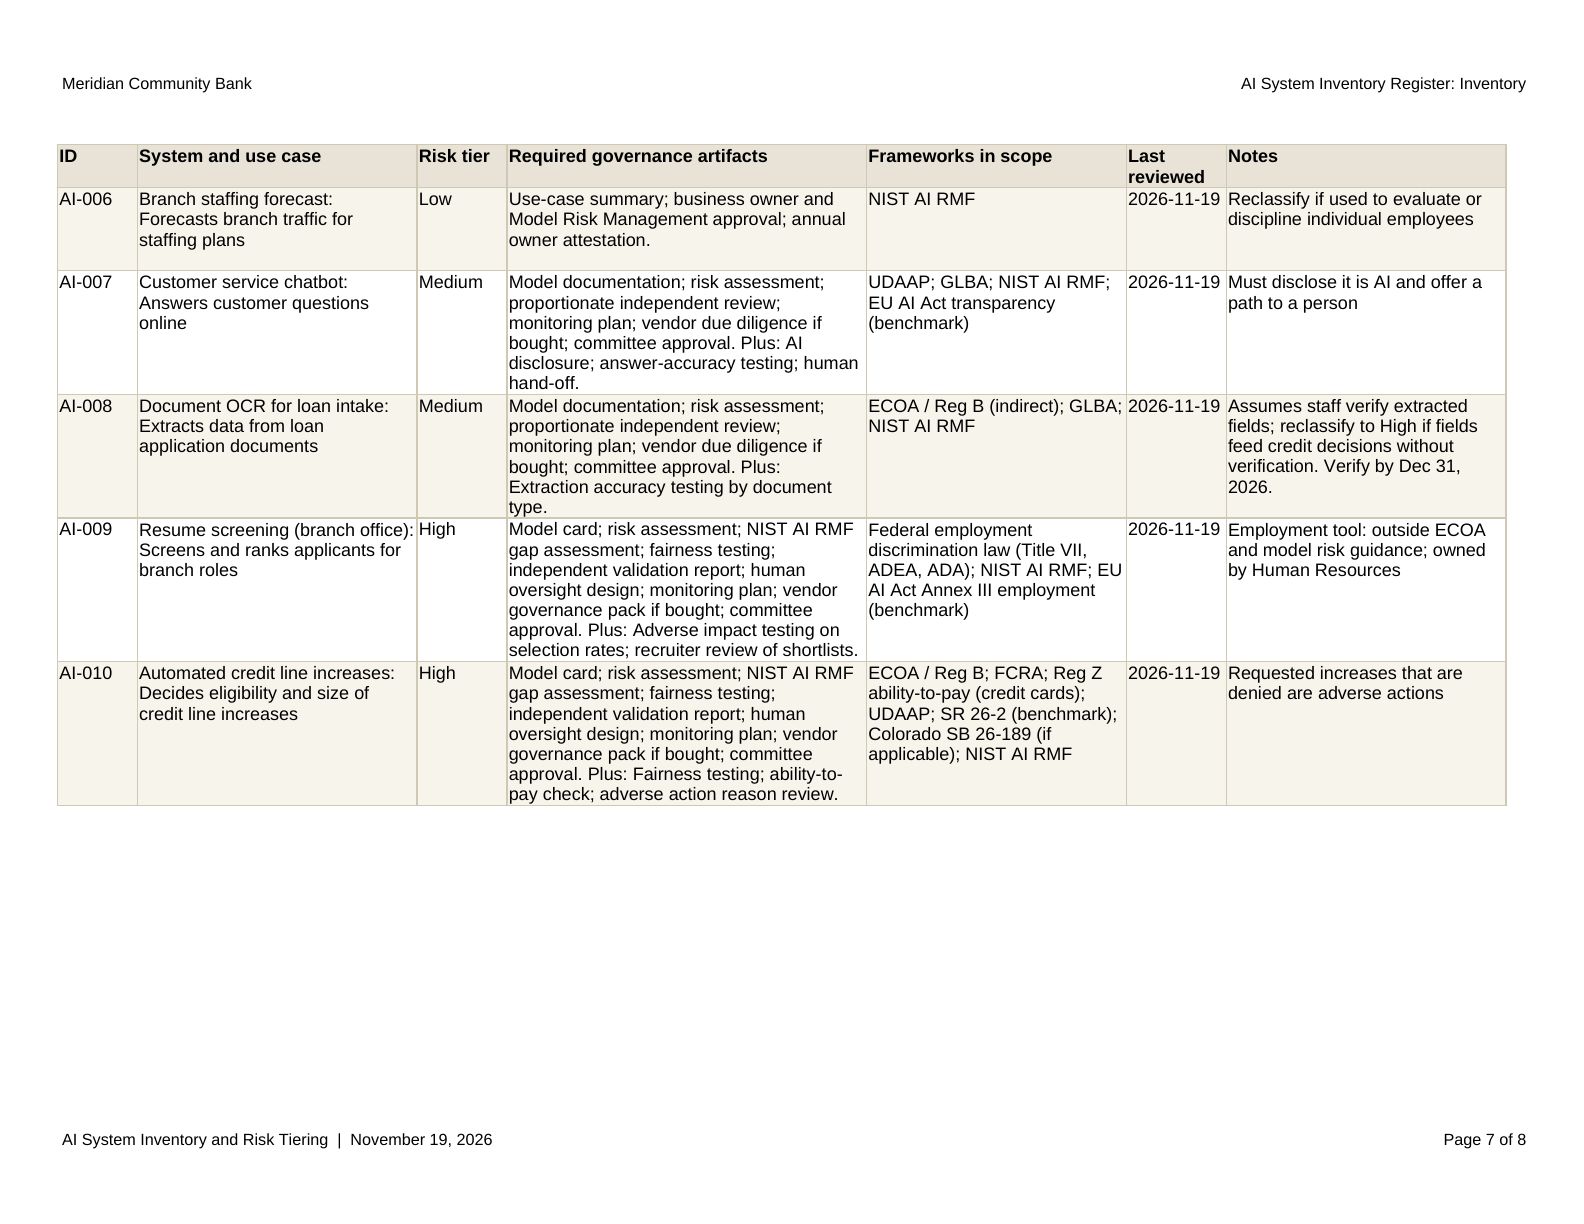 Meridian Community Bank
AI System Inventory Register: Inventory
ID
System and use case
Risk tier
Required governance artifacts
Frameworks in scope
Last
reviewed
Notes
AI-006
Branch staffing forecast:
Forecasts branch traffic for
staffing plans
Low
Use-case summary; business owner and
Model Risk Management approval; annual
owner attestation.
NIST AI RMF
2026-11-19
Reclassify if used to evaluate or
discipline individual employees
AI-007
Customer service chatbot:
Answers customer questions
online
Medium
Model documentation; risk assessment;
proportionate independent review;
monitoring plan; vendor due diligence if
bought; committee approval. Plus: AI
disclosure; answer-accuracy testing; human
hand-off.
UDAAP; GLBA; NIST AI RMF;
EU AI Act transparency
(benchmark)
2026-11-19
Must disclose it is AI and offer a
path to a person
AI-008
Document OCR for loan intake:
Extracts data from loan
application documents
Medium
Model documentation; risk assessment;
proportionate independent review;
monitoring plan; vendor due diligence if
bought; committee approval. Plus:
Extraction accuracy testing by document
type.
ECOA / Reg B (indirect); GLBA;
NIST AI RMF
2026-11-19
Assumes staff verify extracted
fields; reclassify to High if fields
feed credit decisions without
verification. Verify by Dec 31,
2026.
AI-009
Resume screening (branch office):
Screens and ranks applicants for
branch roles
High
Model card; risk assessment; NIST AI RMF
gap assessment; fairness testing;
independent validation report; human
oversight design; monitoring plan; vendor
governance pack if bought; committee
approval. Plus: Adverse impact testing on
selection rates; recruiter review of shortlists.
Federal employment
discrimination law (Title VII,
ADEA, ADA); NIST AI RMF; EU
AI Act Annex III employment
(benchmark)
2026-11-19
Employment tool: outside ECOA
and model risk guidance; owned
by Human Resources
AI-010
Automated credit line increases:
Decides eligibility and size of
credit line increases
High
Model card; risk assessment; NIST AI RMF
gap assessment; fairness testing;
independent validation report; human
oversight design; monitoring plan; vendor
governance pack if bought; committee
approval. Plus: Fairness testing; ability-to-
pay check; adverse action reason review.
ECOA / Reg B; FCRA; Reg Z
ability-to-pay (credit cards);
UDAAP; SR 26-2 (benchmark);
Colorado SB 26-189 (if
applicable); NIST AI RMF
2026-11-19
Requested increases that are
denied are adverse actions
AI System Inventory and Risk Tiering | November 19, 2026
Page 7 of 8